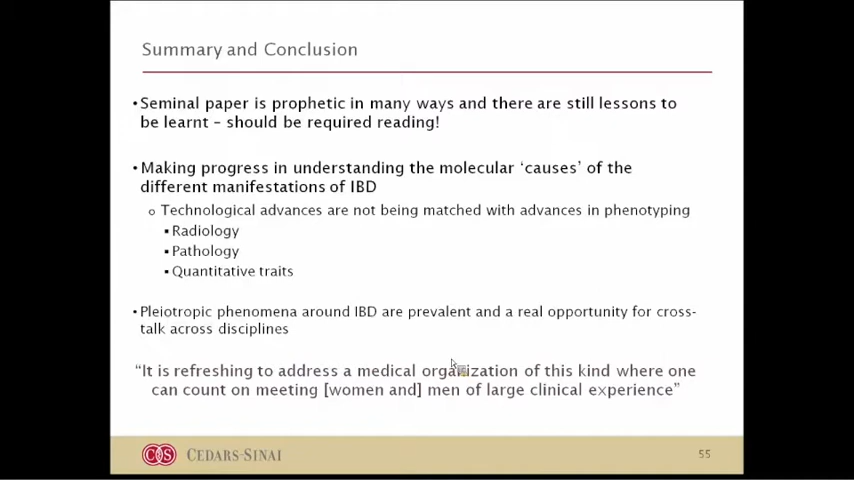 Summary and Conclusion
•Seminal paper is prophetic in many ways and there are still lessons to
be learnt – should be required reading!
•Making progress in understanding the molecular ‘causes’ of the
different manifestations of IBD
o Technological advances are not being matched with advances in phenotyping
▪Radiology
▪Pathology
▪Quantitative traits
•Pleiotropic phenomena around IBD are prevalent and a real opportunity for cross-
talk across disciplines
“It is refreshing to address a medical organization of this kind where one
can count on meeting [women and] men of large clinical experience”
CEDARS-SINAI
55